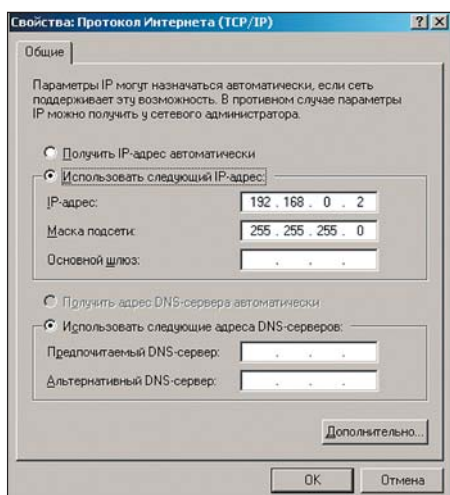 Свойства: Протокол Интернета (TCP/IP)
Общие
Параметры IP могут назначаться автоматически, если сеть
поддерживает эту возможность. В противном случае параметры
IP можно получить у сетевого администратора.
Получить IP-адрес автоматически
Использовать следующий IP-адрес:
IP-адрес: 192 . 168 . 0 . 2
Маска подсети: 255 . 255 . 255 . 0
Основной шлюз: . . .
Получить адрес DNS-сервера автоматически
Использовать следующие адреса DNS-серверов:
Предпочитаемый DNS-сервер: . . .
Альтернативный DNS-сервер: . . .
Дополнительно...
OK Отмена